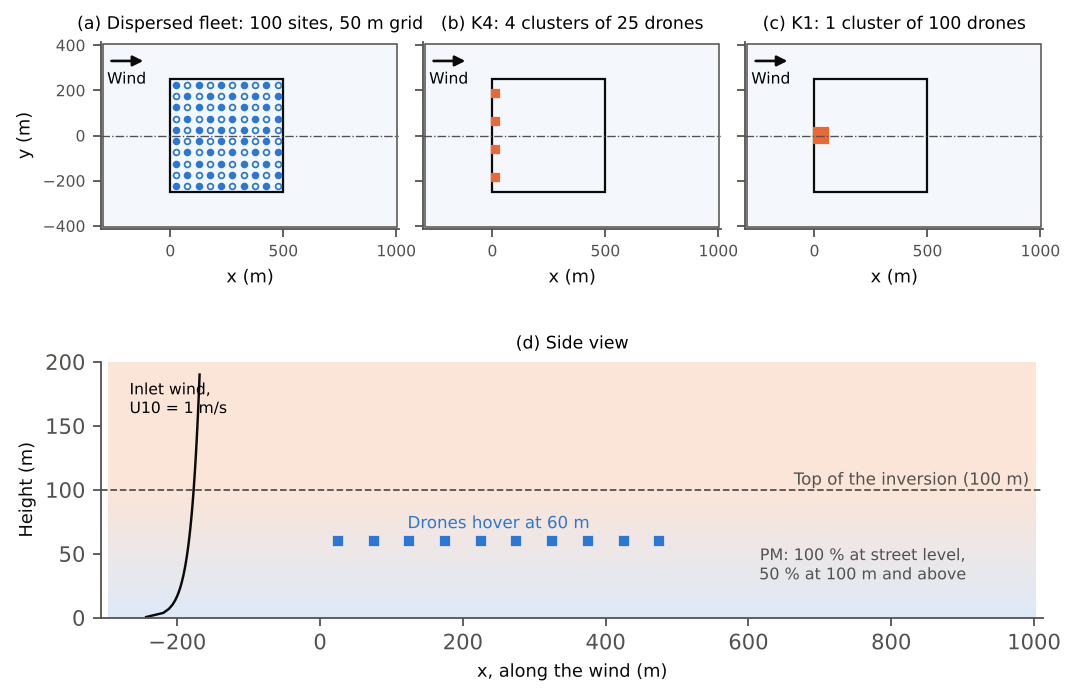 (a) Dispersed fleet: 100 sites, 50 m grid
(b) K4: 4 clusters of 25 drones
(c) K1: 1 cluster of 100 drones
400
200
0
−200
−400
y (m)
Wind
Wind
Wind
0 500 1000
0 500 1000
0 500 1000
x (m)
x (m)
x (m)
(d) Side view
200
150
100
50
0
Height (m)
Inlet wind,
U10 = 1 m/s
Top of the inversion (100 m)
Drones hover at 60 m
PM: 100 % at street level,
50 % at 100 m and above
−200 0 200 400 600 800 1000
x, along the wind (m)